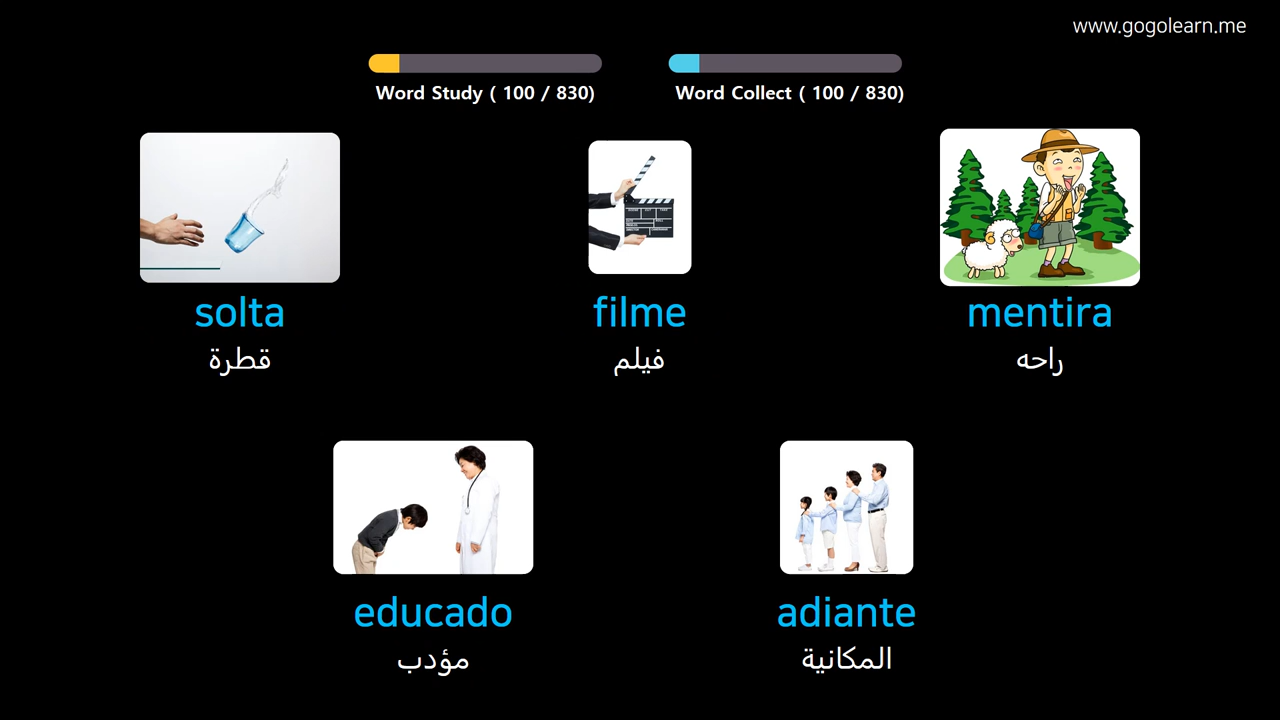 www.gogolearn.me
Word Study ( 100 / 830)
Word Collect ( 100 / 830)
solta
filme
mentira
قطرة
فيلم
راحه
educado
adiante
مؤدب
المكانية